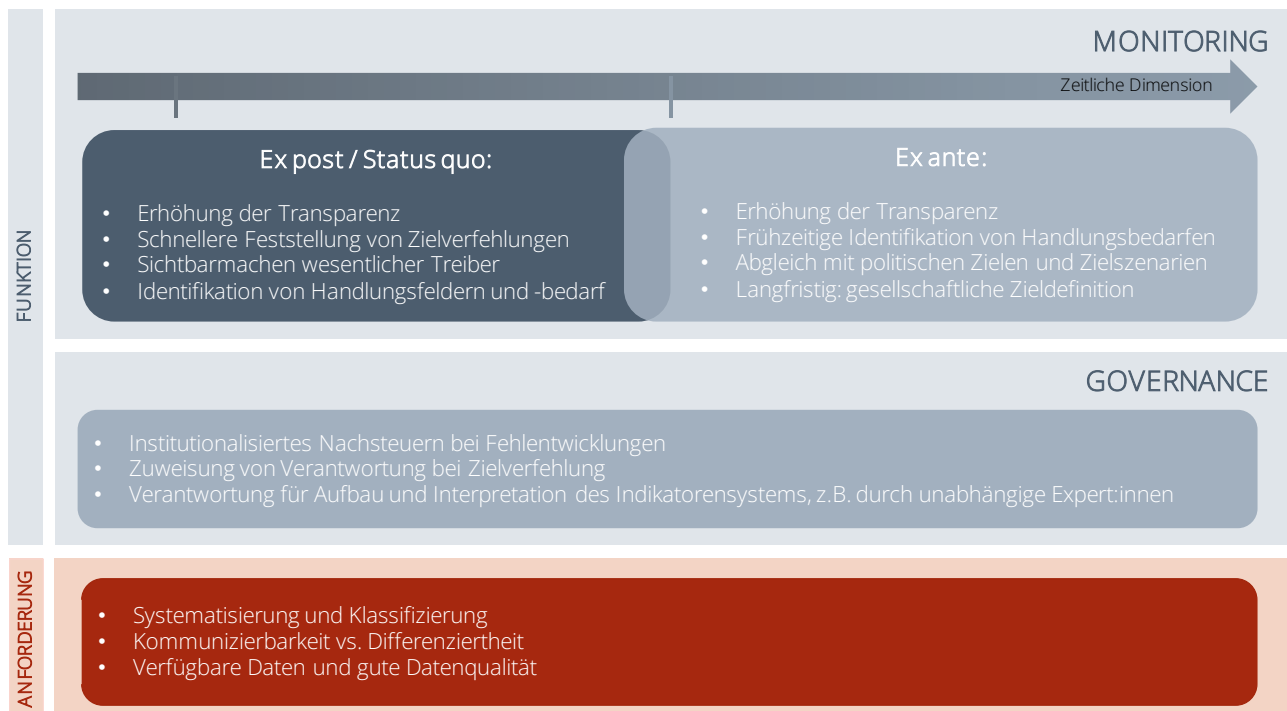 FUNKTION
MONITORING
Zeitliche Dimension
Ex post / Status quo:
• Erhöhung der Transparenz
• Schnellere Feststellung von Zielverfehlungen
• Sichtbarmachen wesentlicher Treiber
• Identifikation von Handlungsfeldern und -bedarf
Ex ante:
• Erhöhung der Transparenz
• Frühzeitige Identifikation von Handlungsbedarfen
• Abgleich mit politischen Zielen und Zielszenarien
• Langfristig: gesellschaftliche Zieldefinition
GOVERNANCE
• Institutionalisiertes Nachsteuern bei Fehlentwicklungen
• Zuweisung von Verantwortung bei Zielverfehlung
• Verantwortung für Aufbau und Interpretation des Indikatorensystems, z.B. durch unabhängige Expert:innen
ANFORDERUNG
• Systematisierung und Klassifizierung
• Kommunizierbarkeit vs. Differenziertheit
• Verfügbare Daten und gute Datenqualität